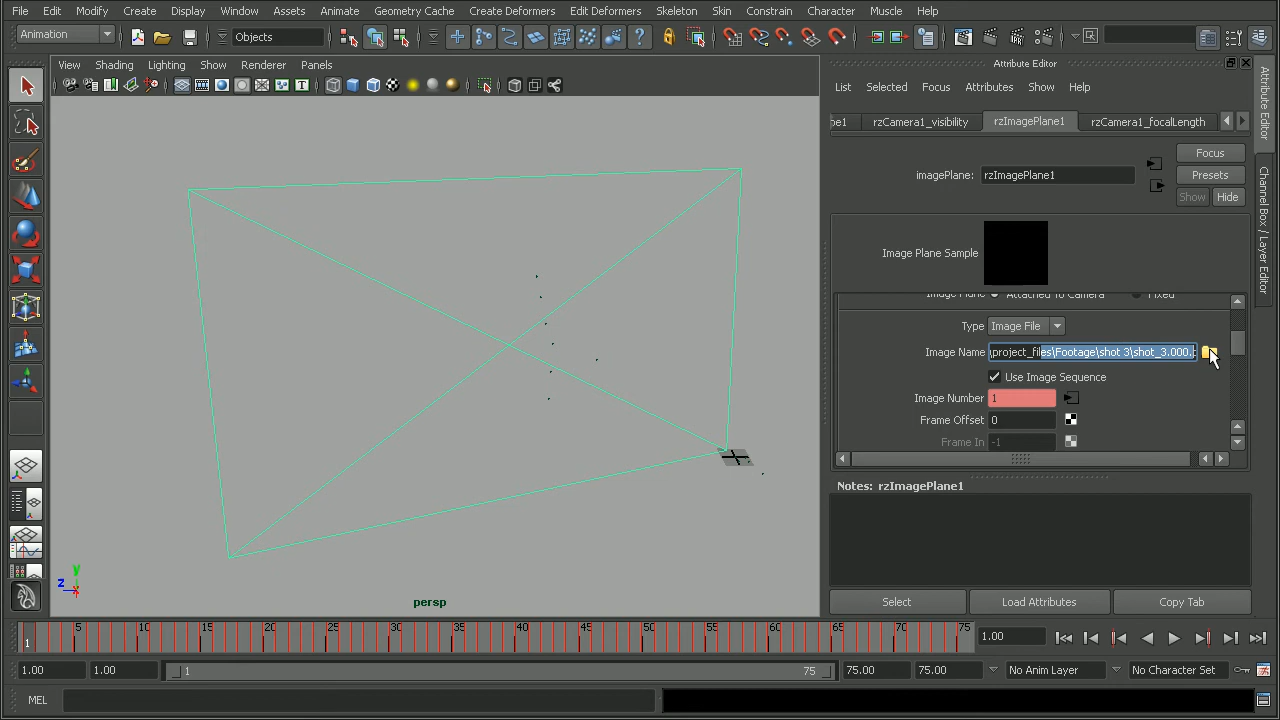 File Edit Modify Create Display Window Assets Animate Geometry Cache Create Deformers Edit Deformers Skeleton Skin Constrain Character Muscle Help
Animation Objects
View Shading Lighting Show Renderer Panels
Attribute Editor
List Selected Focus Attributes Show Help
rzCamera1_visibility rzImagePlane1 rzCamera1_focalLength
Focus
imagePlane: rzImagePlane1 Presets
Show Hide
Image Plane Sample
Image Plane Attached To Camera Fixed
Type Image File
Image Name \project_files\Footage\shot 3\shot_3.000.
Use Image Sequence
Image Number 1
Frame Offset 0
Frame In -1
Notes: rzImagePlane1
Select Load Attributes Copy Tab
Attribute Editor
Channel Box / Layer Editor
y
z x
persp
1 5 10 15 20 25 30 35 40 45 50 55 60 65 70 75 1.00
1.00 1.00 1 75 75.00 75.00 No Anim Layer No Character Set
MEL